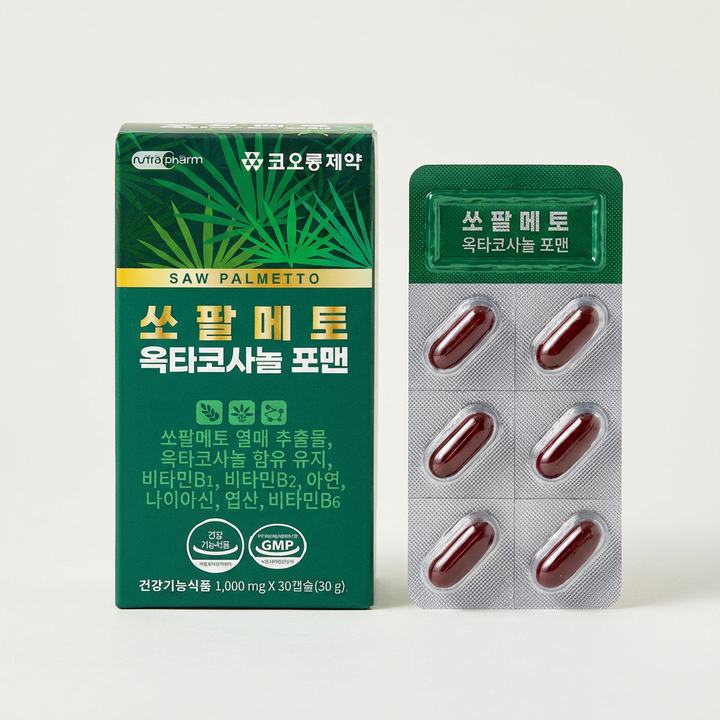 nutrapharm
코오롱제약
SAW PALMETTO
쏘팔메토
옥타코사놀 포맨
쏘팔메토 열매 추출물,
옥타코사놀 함유 유지,
비타민B1, 비타민B2, 아연,
나이아신, 엽산, 비타민B6
건강
기능식품
GMP
건강기능식품 1,000 mg X 30캡슐(30 g)
쏘팔메토
옥타코사놀 포맨